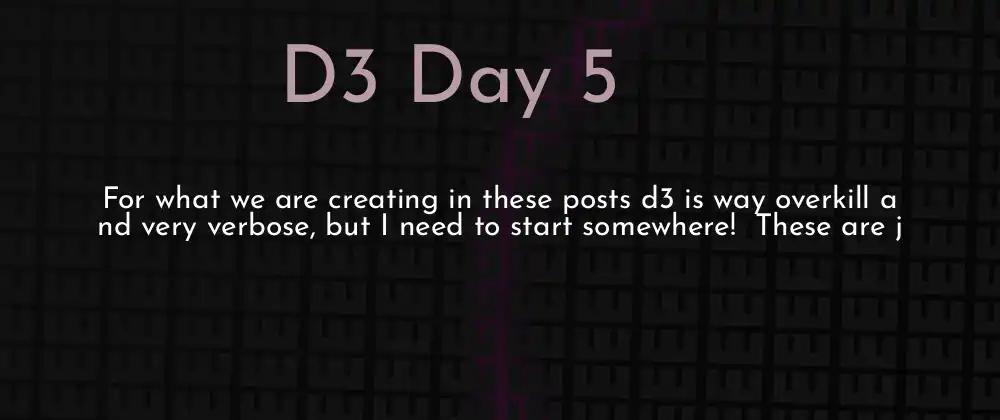 D3 Day 5
For what we are creating in these posts d3 is way overkill a
nd very verbose, but I need to start somewhere!  These are j